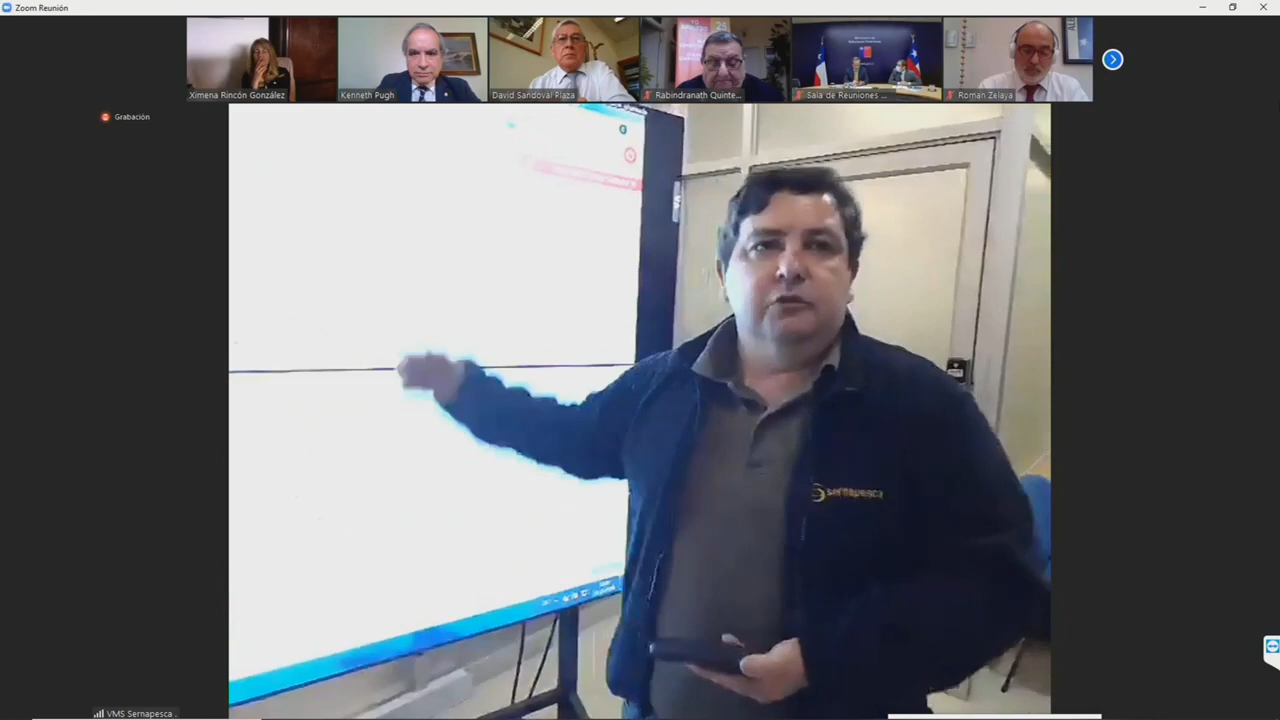 Zoom Reunión
Ximena Rincón González
Kenneth Pugh
David Sandoval Plaza
Rabindranath Quinte...
Sala de Reuniones ...
Roman Zelaya
Grabación
sernapesca
VMS Sernapesca .